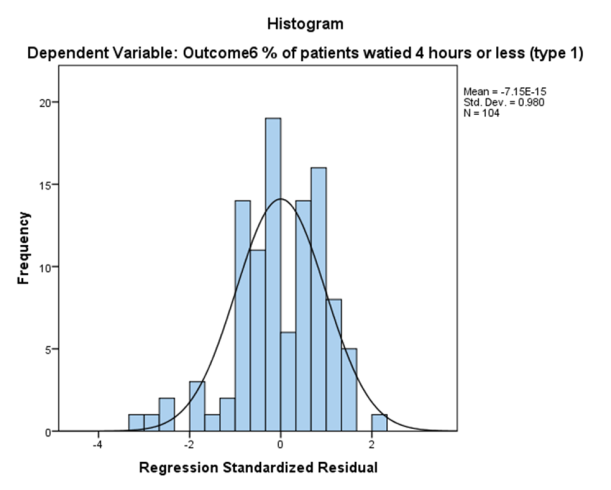 Histogram
Dependent Variable: Outcome6 % of patients watied 4 hours or less (type 1)
Mean = -7.15E-15
Std. Dev. = 0.980
N = 104
Frequency
20
15
10
5
0
-4 -2 0 2
Regression Standardized Residual